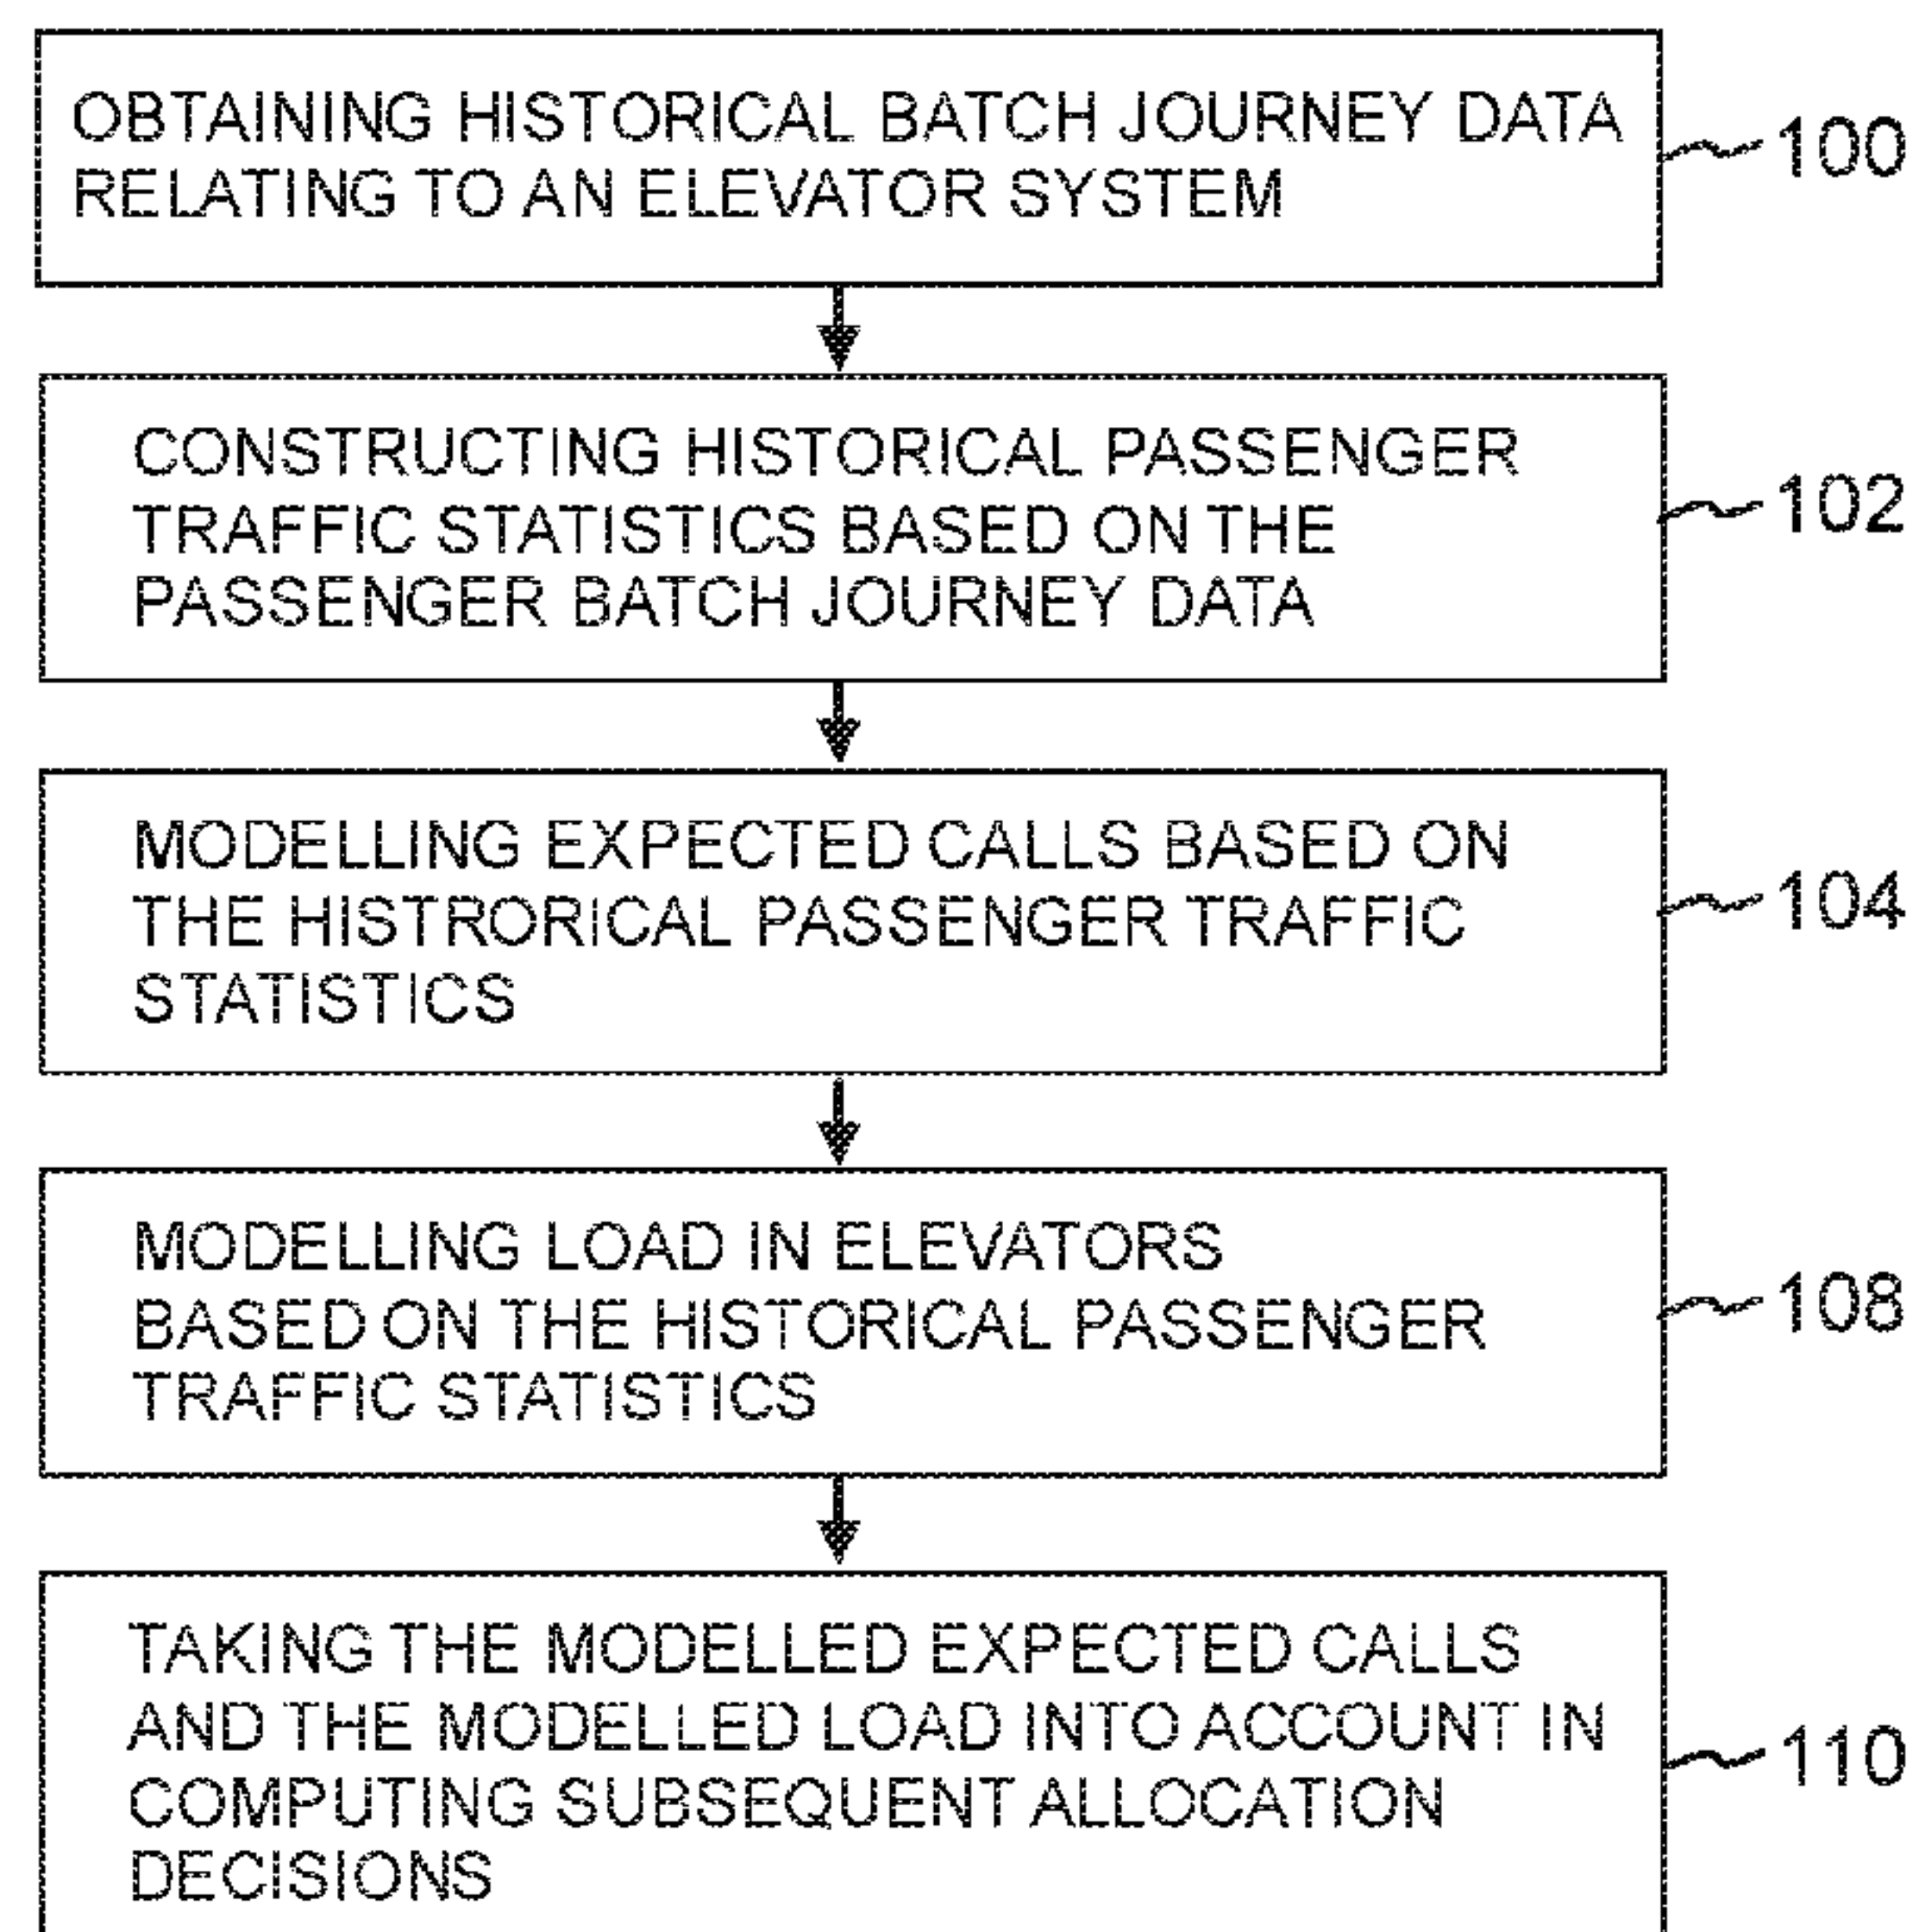 OBTAINING HISTORICAL BATCH JOURNEY DATA
RELATING TO AN ELEVATOR SYSTEM
100
CONSTRUCTING HISTORICAL PASSENGER
TRAFFIC STATISTICS BASED ON THE
PASSENGER BATCH JOURNEY DATA
102
MODELLING EXPECTED CALLS BASED ON
THE HISTRORICAL PASSENGER TRAFFIC
STATISTICS
104
MODELLING LOAD IN ELEVATORS
BASED ON THE HISTORICAL PASSENGER
TRAFFIC STATISTICS
108
TAKING THE MODELLED EXPECTED CALLS
AND THE MODELLED LOAD INTO ACCOUNT IN
COMPUTING SUBSEQUENT ALLOCATION
DECISIONS
110